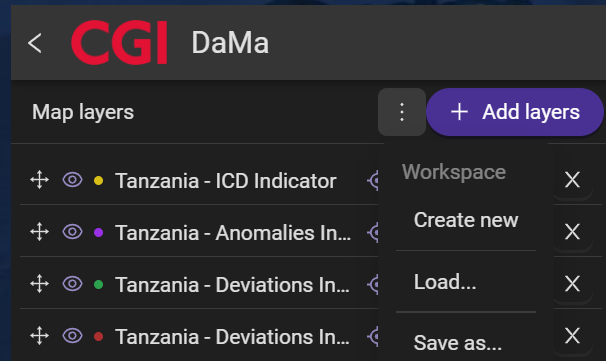 CGI DaMa
Map layers
+ Add layers
Workspace
Tanzania - ICD Indicator X
Create new
Tanzania - Anomalies In... X
Load...
Tanzania - Deviations In... X
Save as...
Tanzania - Deviations In... X